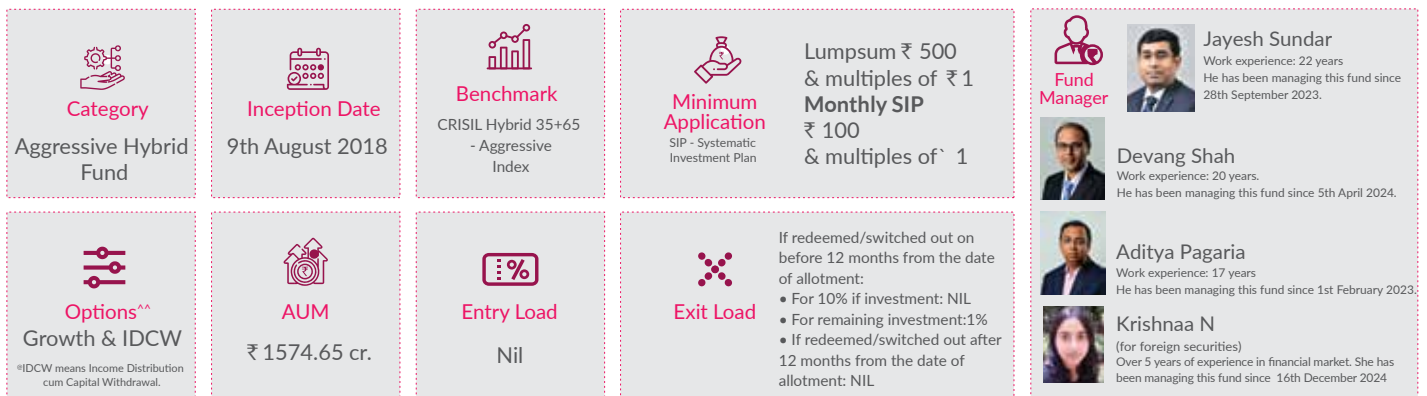 Category
Aggressive Hybrid
Fund
Inception Date
9th August 2018
Benchmark
CRISIL Hybrid 35+65
- Aggressive
Index
Minimum
Application
SIP - Systematic
Investment Plan
Lumpsum ₹ 500
& multiples of ₹ 1
Monthly SIP
₹ 100
& multiples of` 1
Options^^
Growth & IDCW
@IDCW means Income Distribution
cum Capital Withdrawal.
AUM
₹ 1574.65 cr.
%
Entry Load
Nil
Exit Load
If redeemed/switched out on
before 12 months from the date
of allotment:
• For 10% if investment: NIL
• For remaining investment:1%
• If redeemed/switched out after
12 months from the date of
allotment: NIL
Fund
Manager
Jayesh Sundar
Work experience: 22 years
He has been managing this fund since
28th September 2023.
Devang Shah
Work experience: 20 years.
He has been managing this fund since 5th April 2024.
Aditya Pagaria
Work experience: 17 years
He has been managing this fund since 1st February 2023.
Krishnaa N
(for foreign securities)
Over 5 years of experience in financial market. She has
been managing this fund since 16th December 2024